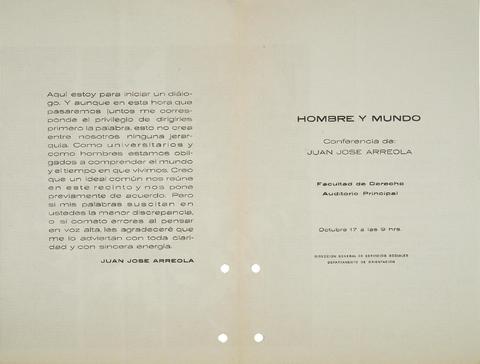 Aquí estoy para iniciar un diálo-
go. Y aunque en esta hora que
pasaremos juntos me corres-
ponde el privilegio de dirigirles
primero la palabra, esto no crea
entre nosotros ninguna jerar-
quía. Como universitarios y
como hombres estamos obli-
gados a comprender el mundo
y el tiempo en que vivimos. Creo
que un ideal común nos reúne
en este recinto y nos pone
previamente de acuerdo. Pero
si mis palabras suscitan en
ustedes la menor discrepancia,
o si cometo errores al pensar
en voz alta, les agradeceré que
me lo adviertan con toda clari-
dad y con sincera energía.
JUAN JOSE ARREOLA
HOMBRE Y MUNDO
Conferencia de:
JUAN JOSE ARREOLA
Facultad de Derecho
Auditorio Principal
Octubre 17 a las 9 hrs.
DIRECCION GENERAL DE SERVICIOS SOCIALES
DEPARTAMENTO DE ORIENTACION